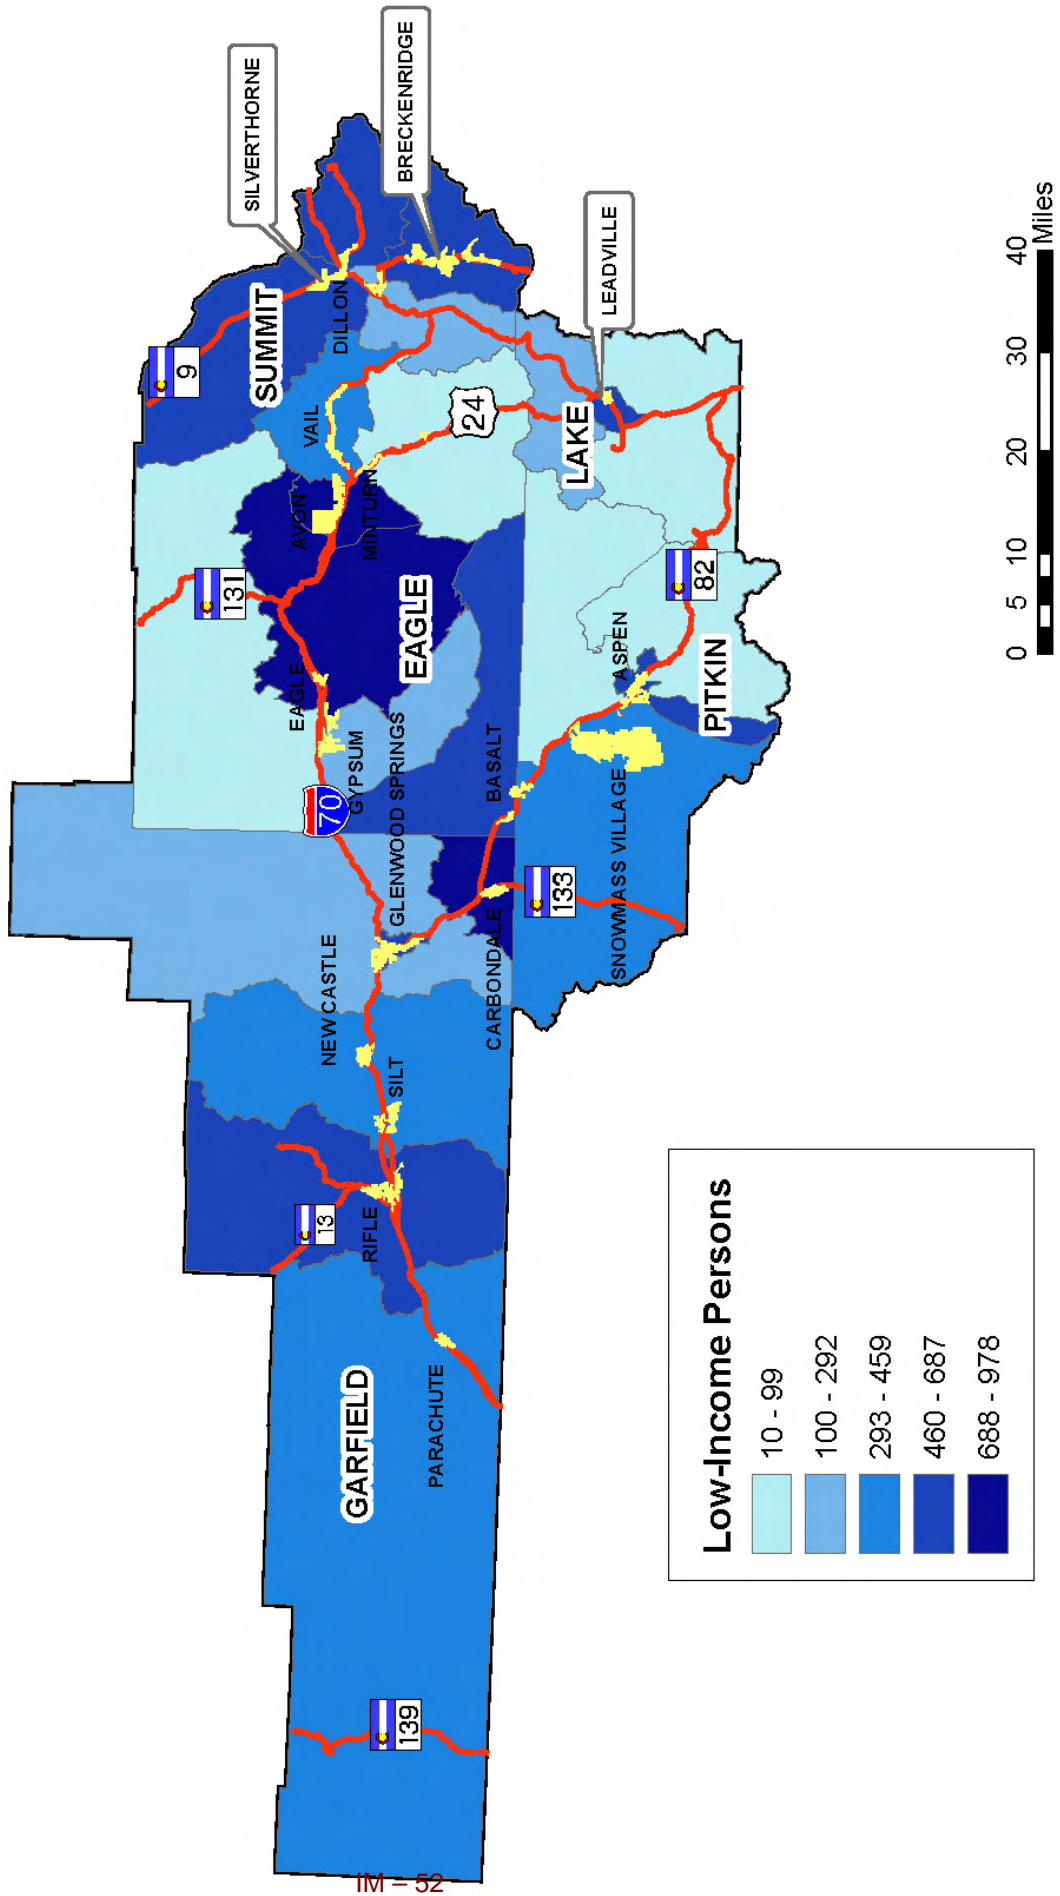 SILVERTHORNE
BRECKENRIDGE
LEADVILLE
9
SUMMIT
DILLON
VAIL
24
LAKE
AVON
MINTURN
131
EAGLE
EAGLE
82
ASPEN
PITKIN
GYPSUM
70
GLENWOOD SPRINGS
BASALT
SNOWMASS VILLAGE
133
CARBONDALE
NEW CASTLE
SILT
13
RIFLE
GARFIELD
PARACHUTE
139
Low-Income Persons
10 - 99
100 - 292
293 - 459
460 - 687
688 - 978
0 5 10 20 30 40
Miles
IM – 52